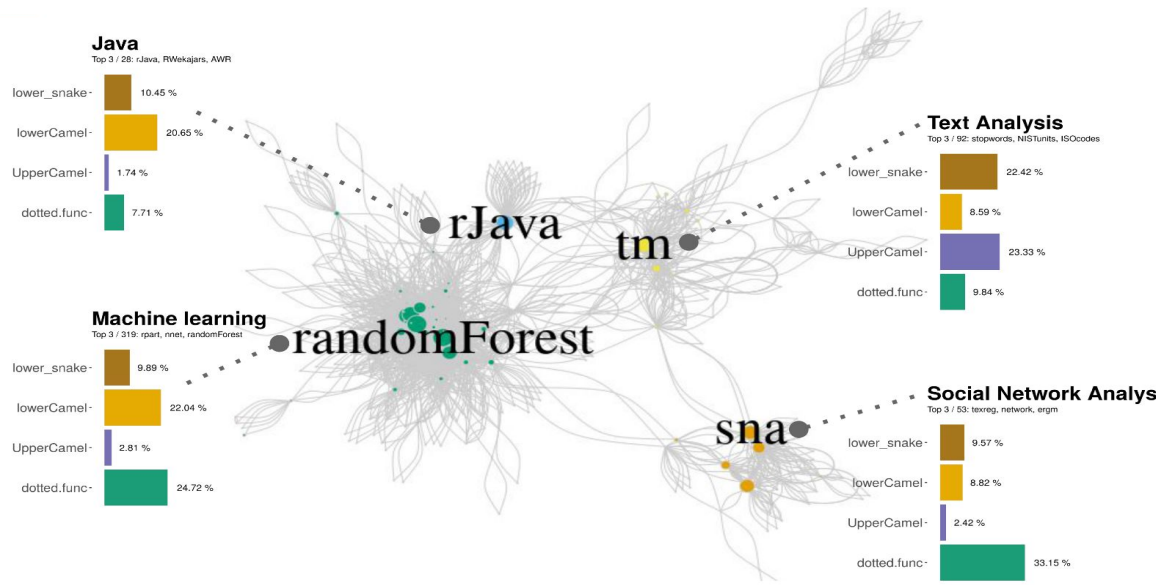 Java
Top 3 / 28: rJava, RWekajars, AWR
lower_snake
10.45 %
lowerCamel
20.65 %
UpperCamel
1.74 %
dotted.func
7.71 %
Text Analysis
Top 3 / 92: stopwords, NISTunits, ISOcodes
lower_snake
22.42 %
lowerCamel
8.59 %
UpperCamel
23.33 %
dotted.func
9.84 %
rJava
tm
Machine learning
Top 3 / 319: rpart, nnet, randomForest
lower_snake
9.89 %
lowerCamel
22.04 %
UpperCamel
2.81 %
dotted.func
24.72 %
randomForest
sna
Social Network Analys
Top 3 / 53: texreg, network, ergm
lower_snake
9.57 %
lowerCamel
8.82 %
UpperCamel
2.42 %
dotted.func
33.15 %